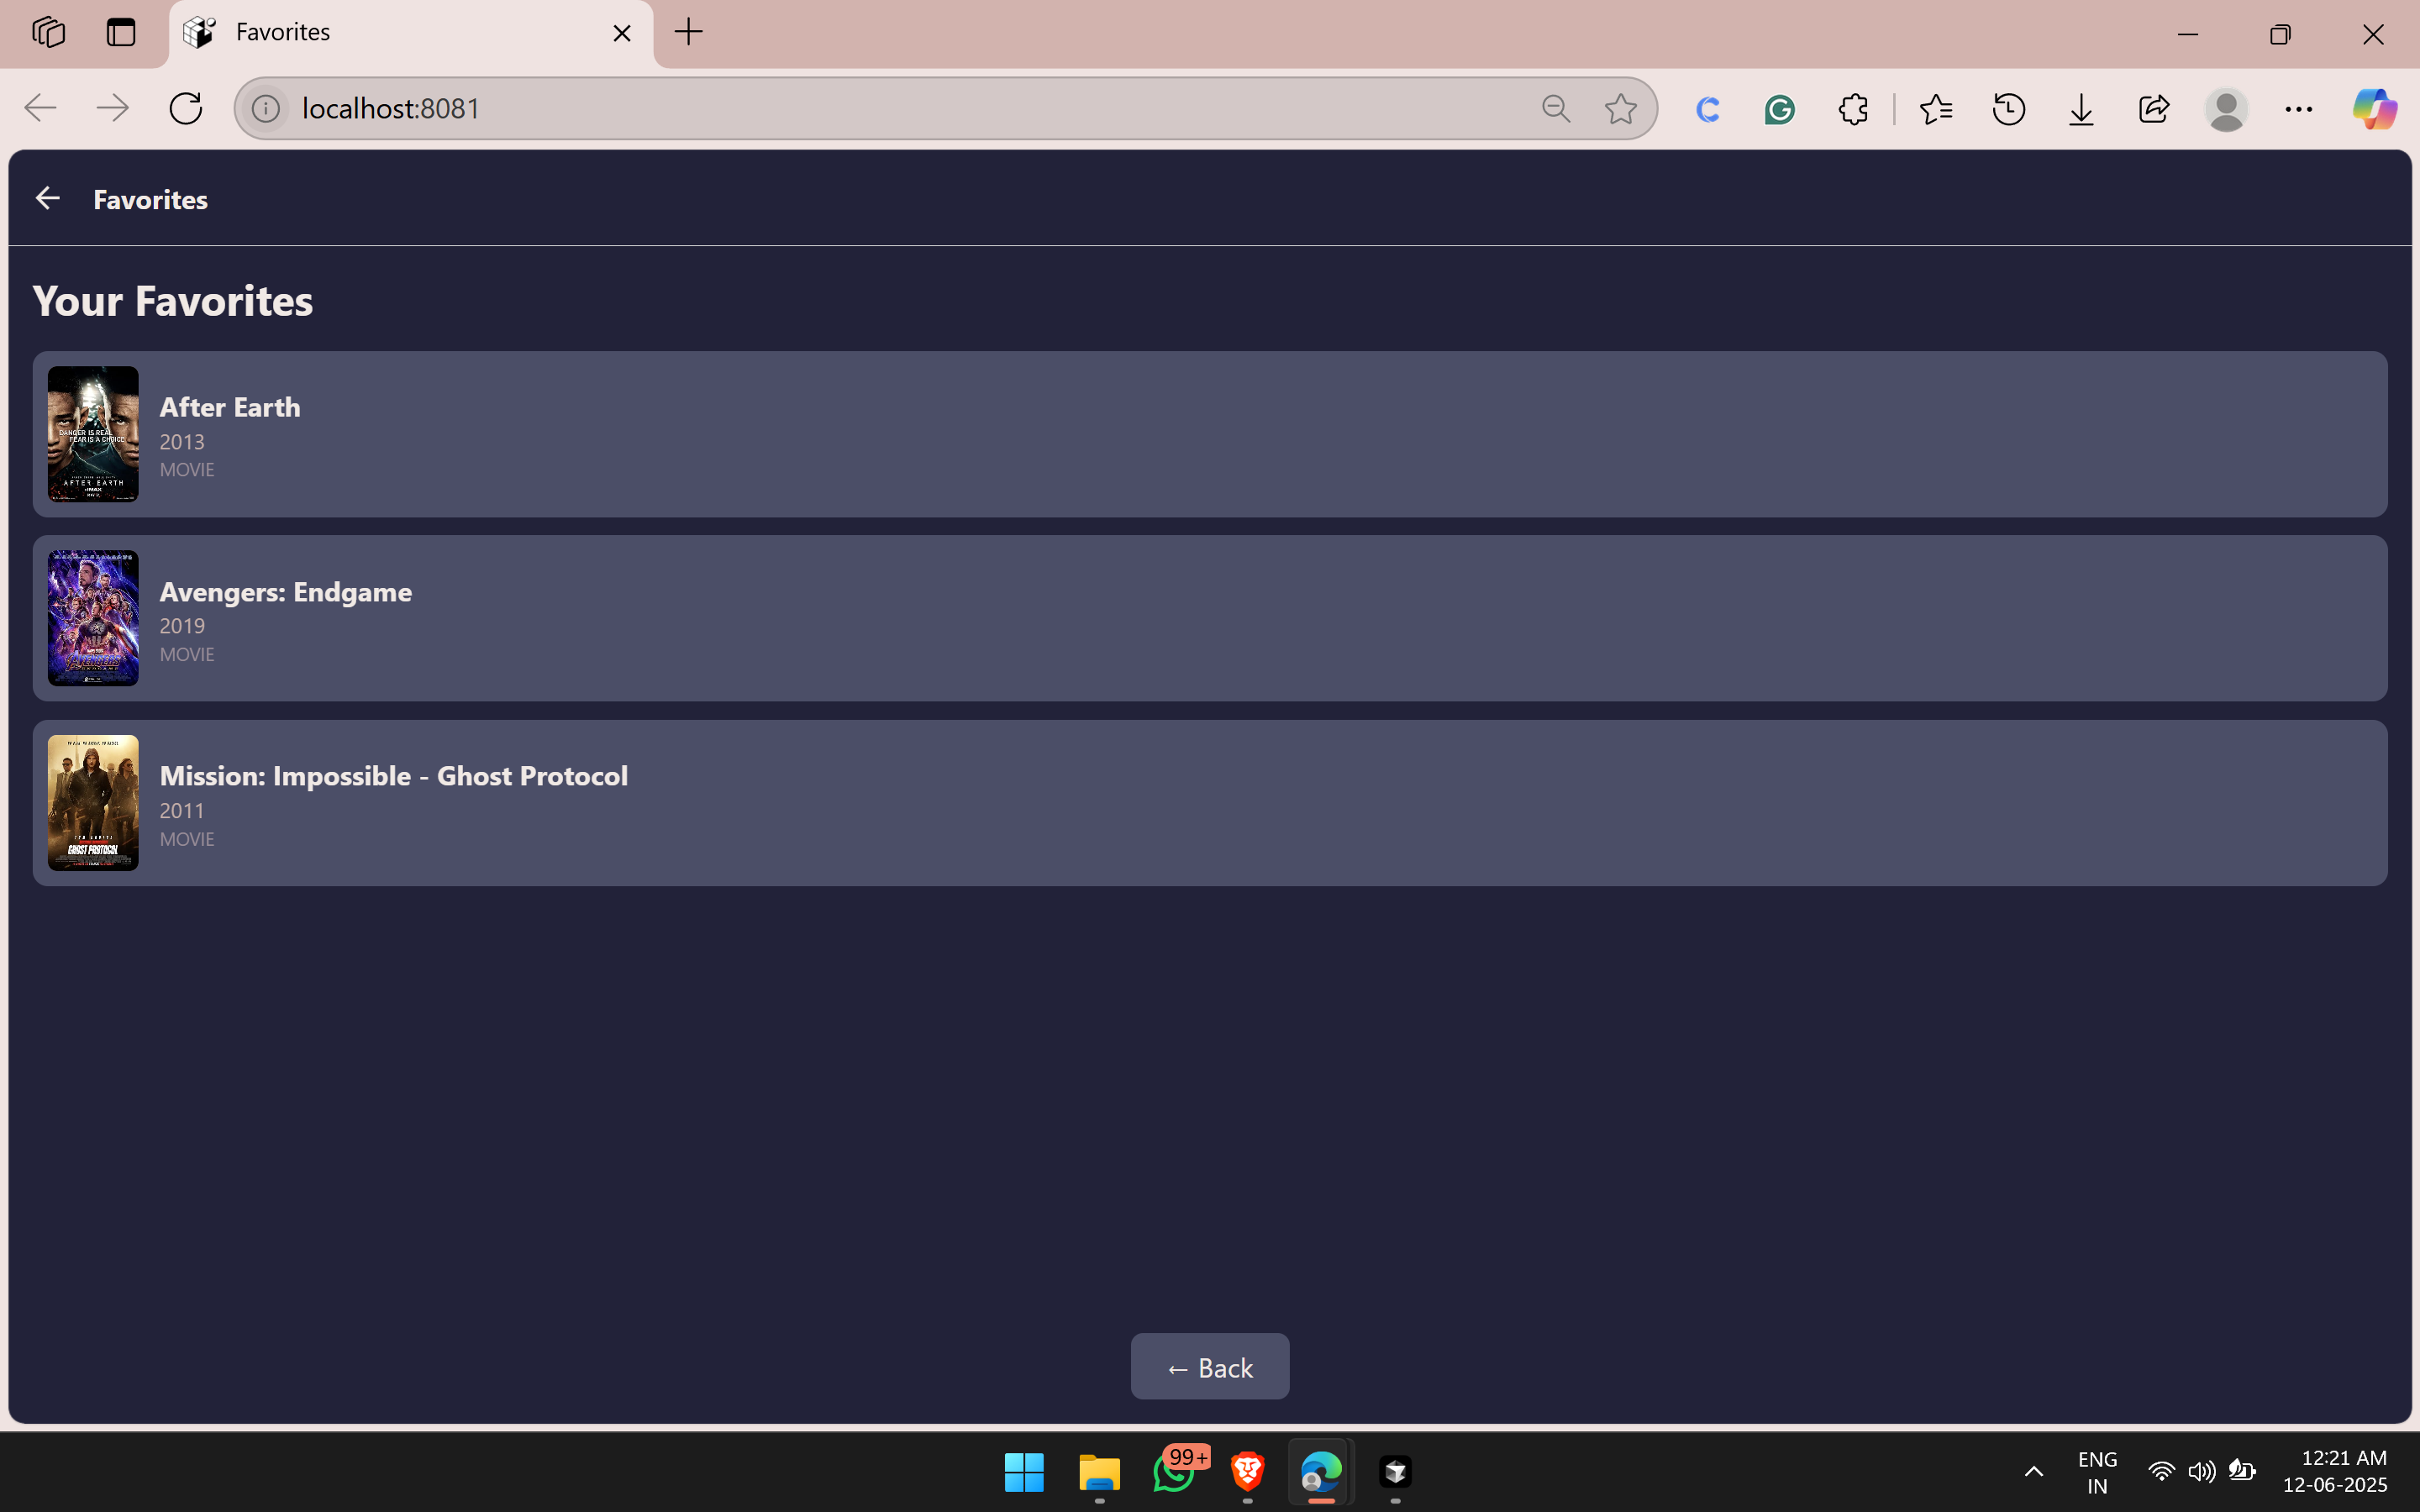 Favorites
localhost:8081
Favorites
Your Favorites
DANGER IS REAL
FEAR IS A CHOICE
AFTER EARTH
After Earth
2013
MOVIE
AVENGERS
Avengers: Endgame
2019
MOVIE
GHOST PROTOCOL
Mission: Impossible - Ghost Protocol
2011
MOVIE
← Back
99+
ENG
IN
12:21 AM
12-06-2025